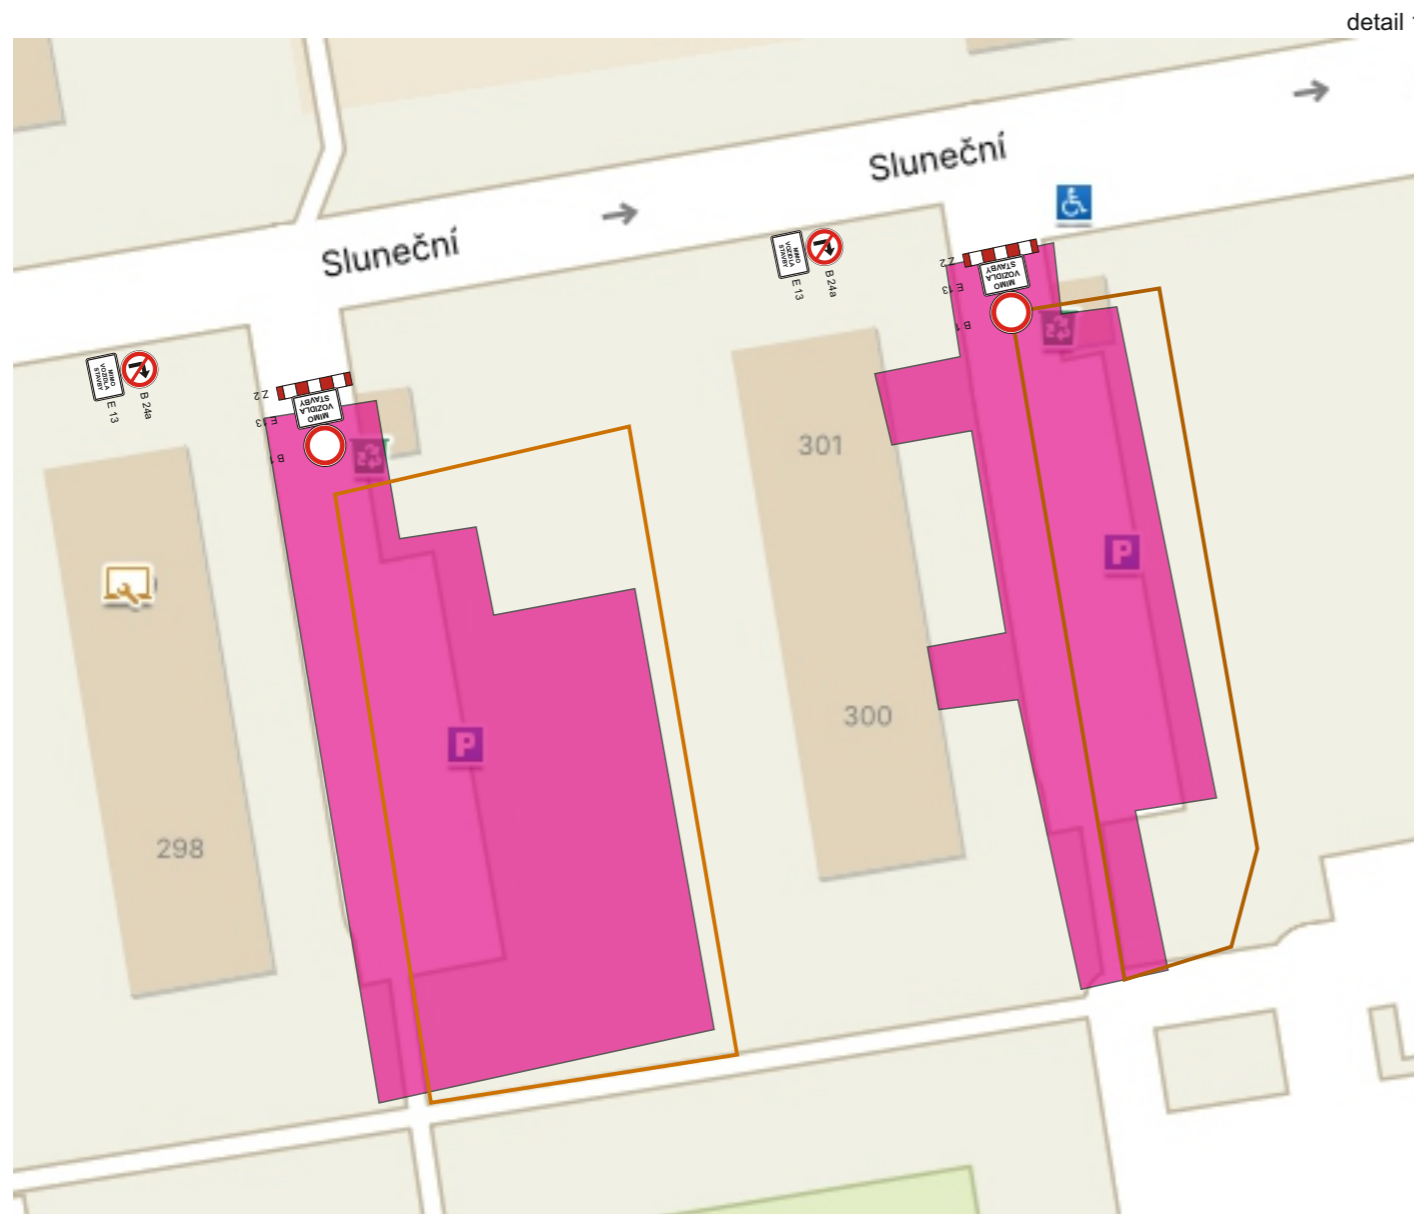 detail
Sluneční
Sluneční
MIMO
VOZIDLA
STAVBY
E 13
B 24a
Z 2
MIMO
VOZIDLA
STAVBY
E 13
B 1
MIMO
VOZIDLA
STAVBY
E 13
B 24a
Z 2
MIMO
VOZIDLA
STAVBY
E 13
B 1
301
P
P
300
298